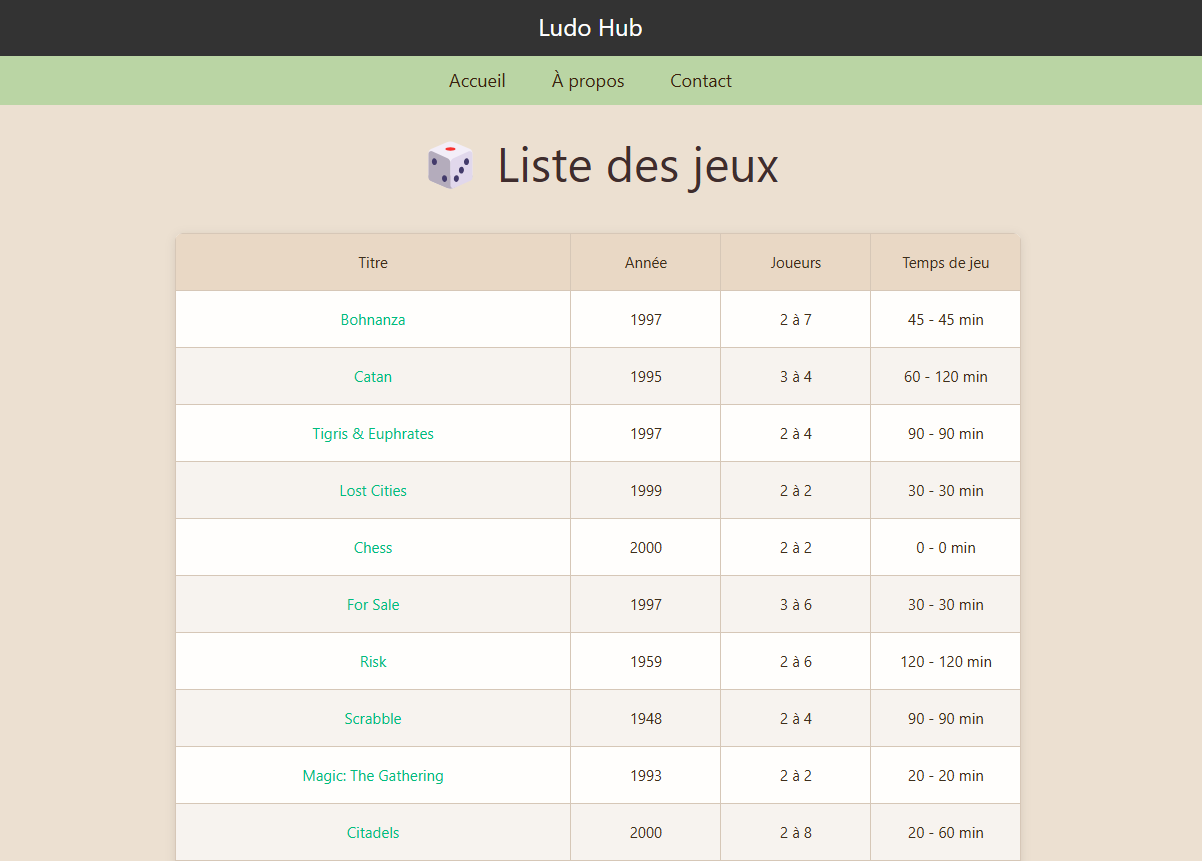 Ludo Hub
Accueil À propos Contact
Liste des jeux
Titre Année Joueurs Temps de jeu
Bohnanza 1997 2 à 7 45 - 45 min
Catan 1995 3 à 4 60 - 120 min
Tigris & Euphrates 1997 2 à 4 90 - 90 min
Lost Cities 1999 2 à 2 30 - 30 min
Chess 2000 2 à 2 0 - 0 min
For Sale 1997 3 à 6 30 - 30 min
Risk 1959 2 à 6 120 - 120 min
Scrabble 1948 2 à 4 90 - 90 min
Magic: The Gathering 1993 2 à 2 20 - 20 min
Citadels 2000 2 à 8 20 - 60 min